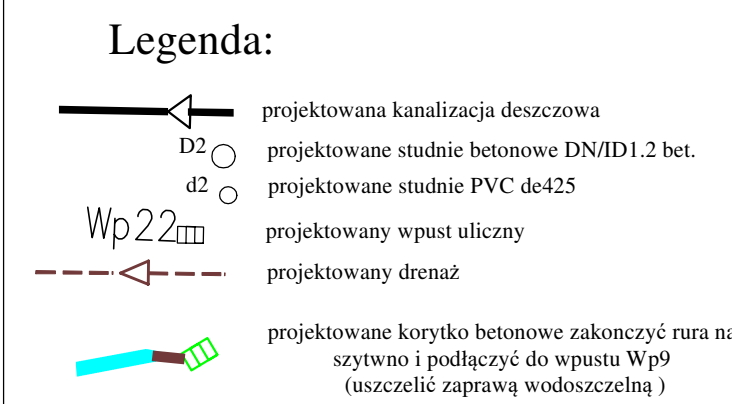 Legenda:
projektowana kanalizacja deszczowa
D2 projektowane studnie betonowe DN/ID1.2 bet.
d2 projektowane studnie PVC de425
Wp22 projektowany wpust uliczny
projektowany drenaż
projektowane korytko betonowe zakonczyć rura na
szytwno i podłączyć do wpustu Wp9
(uszczelić zaprawą wodoszczelną )